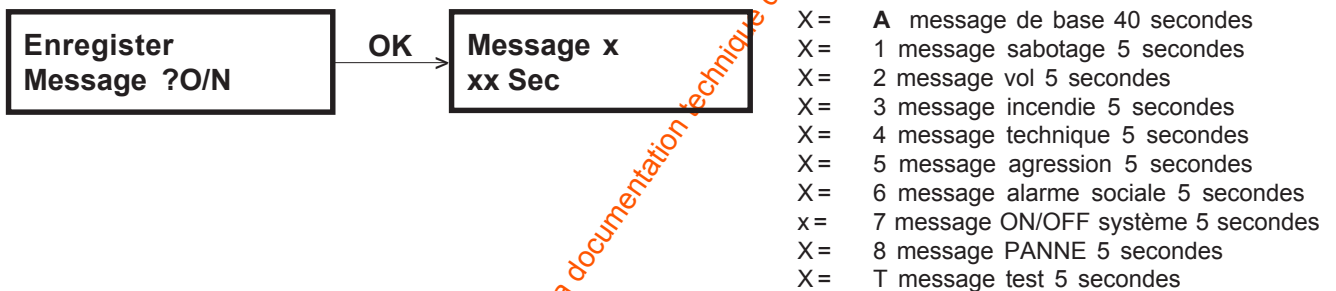 Enregister
Message ?O/N
OK
Message x
xx Sec
X = A message de base 40 secondes
X = 1 message sabotage 5 secondes
X = 2 message vol 5 secondes
X = 3 message incendie 5 secondes
X = 4 message technique 5 secondes
X = 5 message agression 5 secondes
X = 6 message alarme sociale 5 secondes
x = 7 message ON/OFF système 5 secondes
X = 8 message PANNE 5 secondes
X = T message test 5 secondes
documentation technique